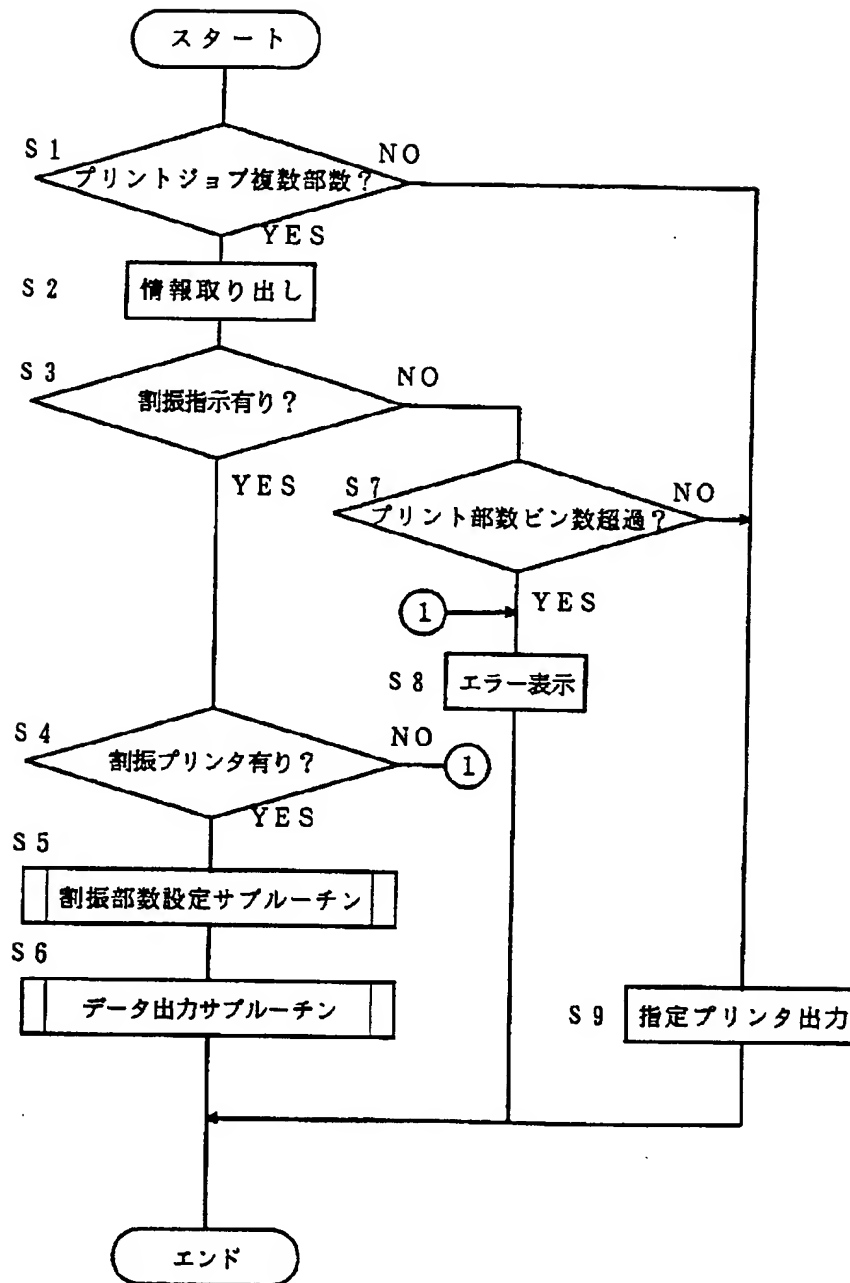 スタート
S1
プリントジョブ複数部数?
NO
YES
S2
情報取り出し
S3
割振指示有り?
NO
YES
S7
プリント部数ビン数超過?
NO
YES
1
S8
エラー表示
S4
割振プリンタ有り?
NO
1
YES
S5
割振部数設定サブルーチン
S6
データ出力サブルーチン
S9
指定プリンタ出力
エンド